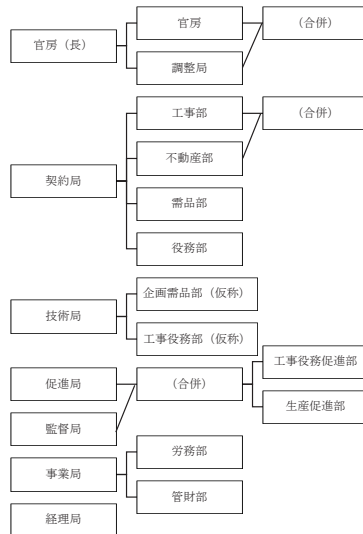 官房
(合併)
官房（長）
調整局
工事部
(合併)
不動産部
契約局
需品部
役務部
企画需品部（仮称）
技術局
工事役務部（仮称）
工事役務促進部
促進局
(合併)
生産促進部
監督局
労務部
事業局
管財部
経理局